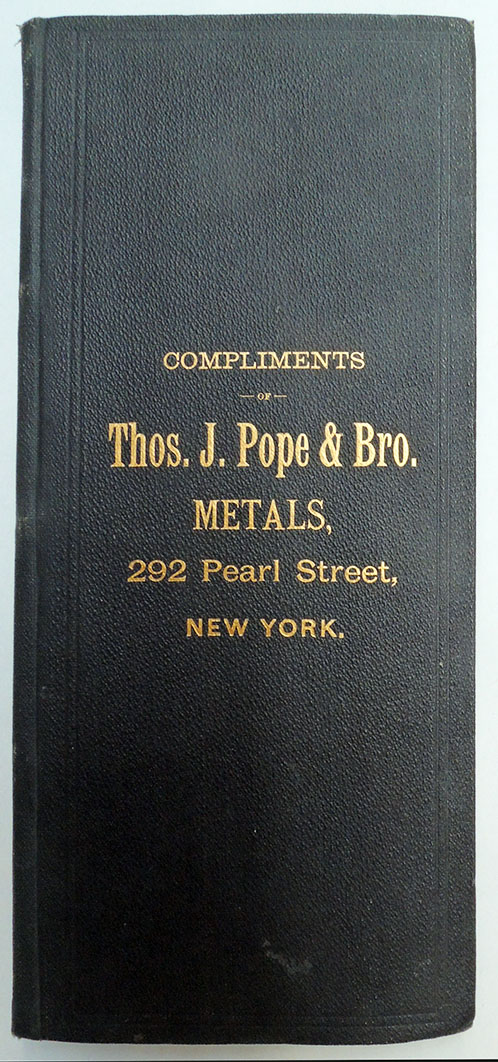 COMPLIMENTS
— OF —
Thos. J. Pope & Bro.
METALS,
292 Pearl Street,
NEW YORK.